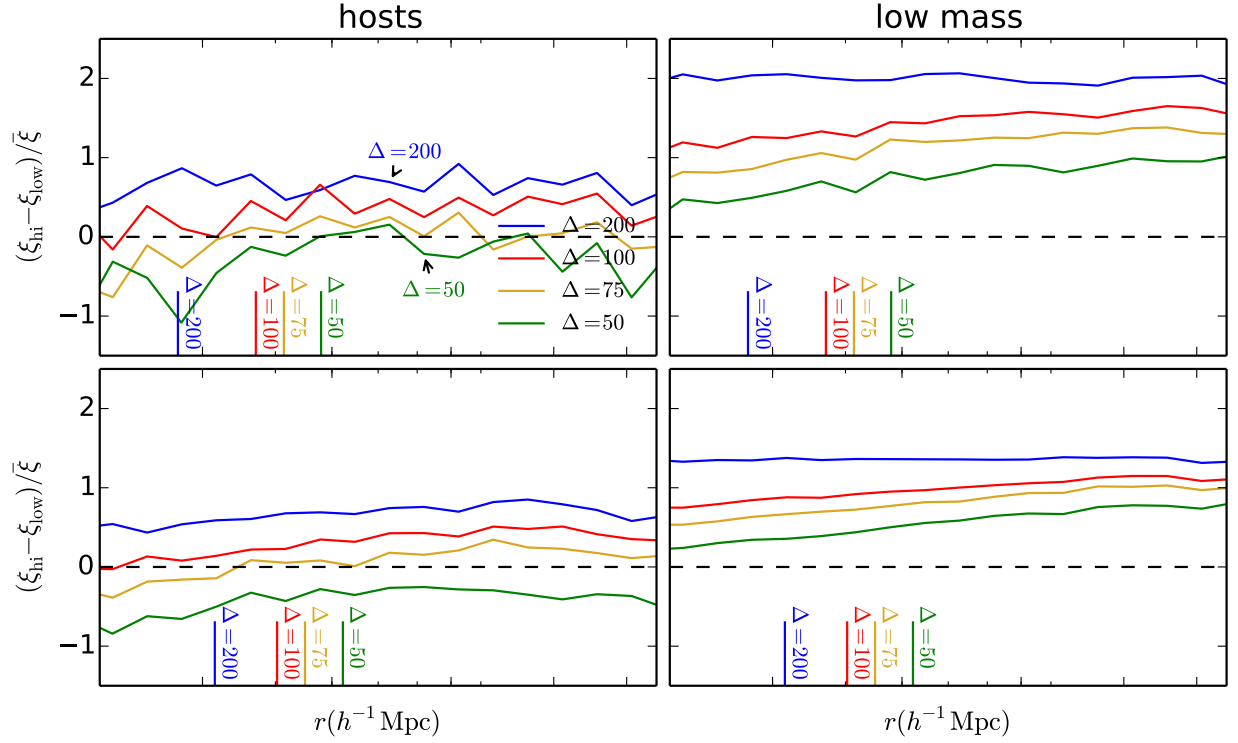 hosts
low mass
(ξhi−ξlow)/ξ̄
2
1
0
−1
Δ=200
Δ=50
Δ=200
Δ=100
Δ=75
Δ=50
Δ=200
Δ=100
Δ=75
Δ=50
Δ=200
Δ=100
Δ=75
Δ=50
(ξhi−ξlow)/ξ̄
2
1
0
−1
Δ=200
Δ=100
Δ=75
Δ=50
Δ=200
Δ=100
Δ=75
Δ=50
r(h⁻¹ Mpc)
r(h⁻¹ Mpc)